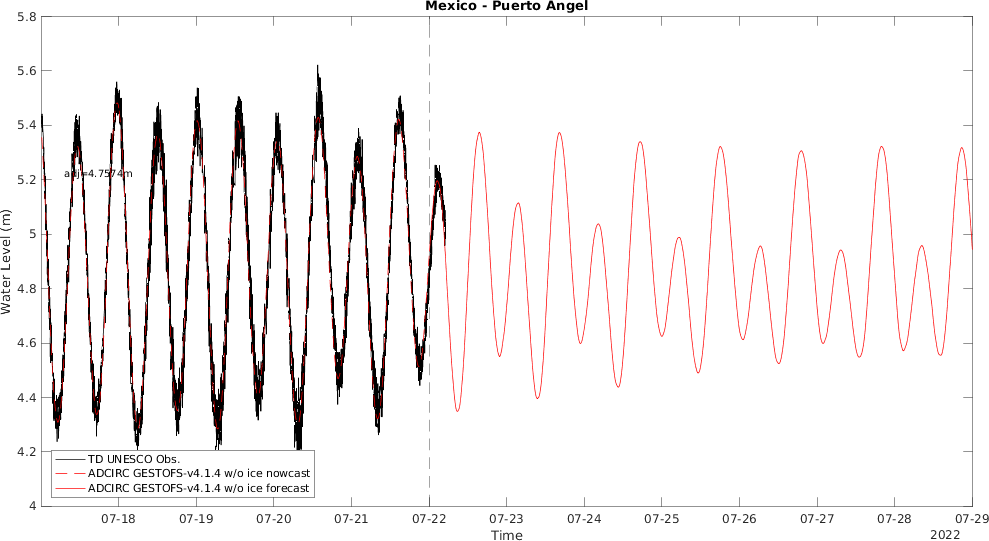 Mexico - Puerto Angel
5.8
5.6
5.4
5.2
5
4.8
4.6
4.4
4.2
4
Water Level (m)
adj=4.7574m
TD UNESCO Obs.
ADCIRC GESTOFS-v4.1.4 w/o ice nowcast
ADCIRC GESTOFS-v4.1.4 w/o ice forecast
07-18 07-19 07-20 07-21 07-22 07-23 07-24 07-25 07-26 07-27 07-28 07-29
Time
2022